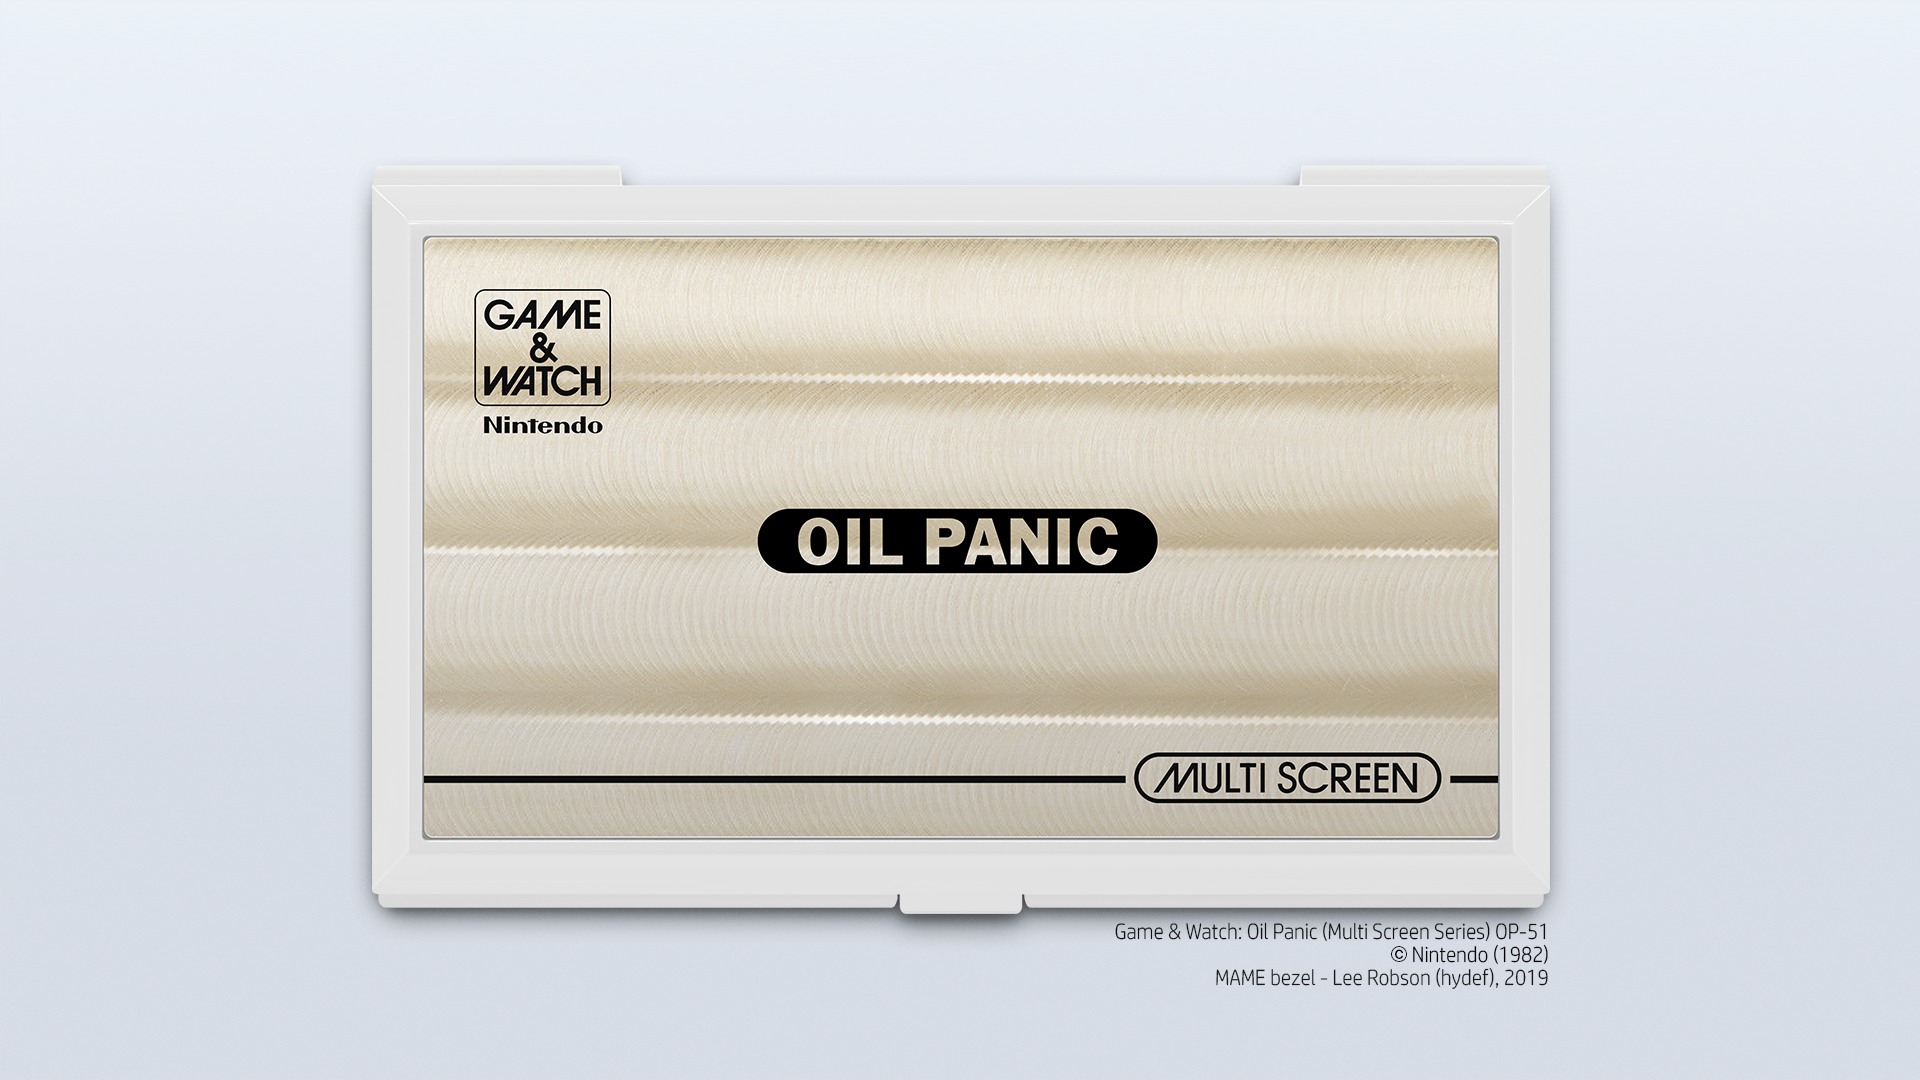 GAME
&
WATCH
Nintendo
OIL PANIC
MULTI SCREEN
Game & Watch: Oil Panic (Multi Screen Series) OP-51
© Nintendo (1982)
MAME bezel - Lee Robson (hydef), 2019